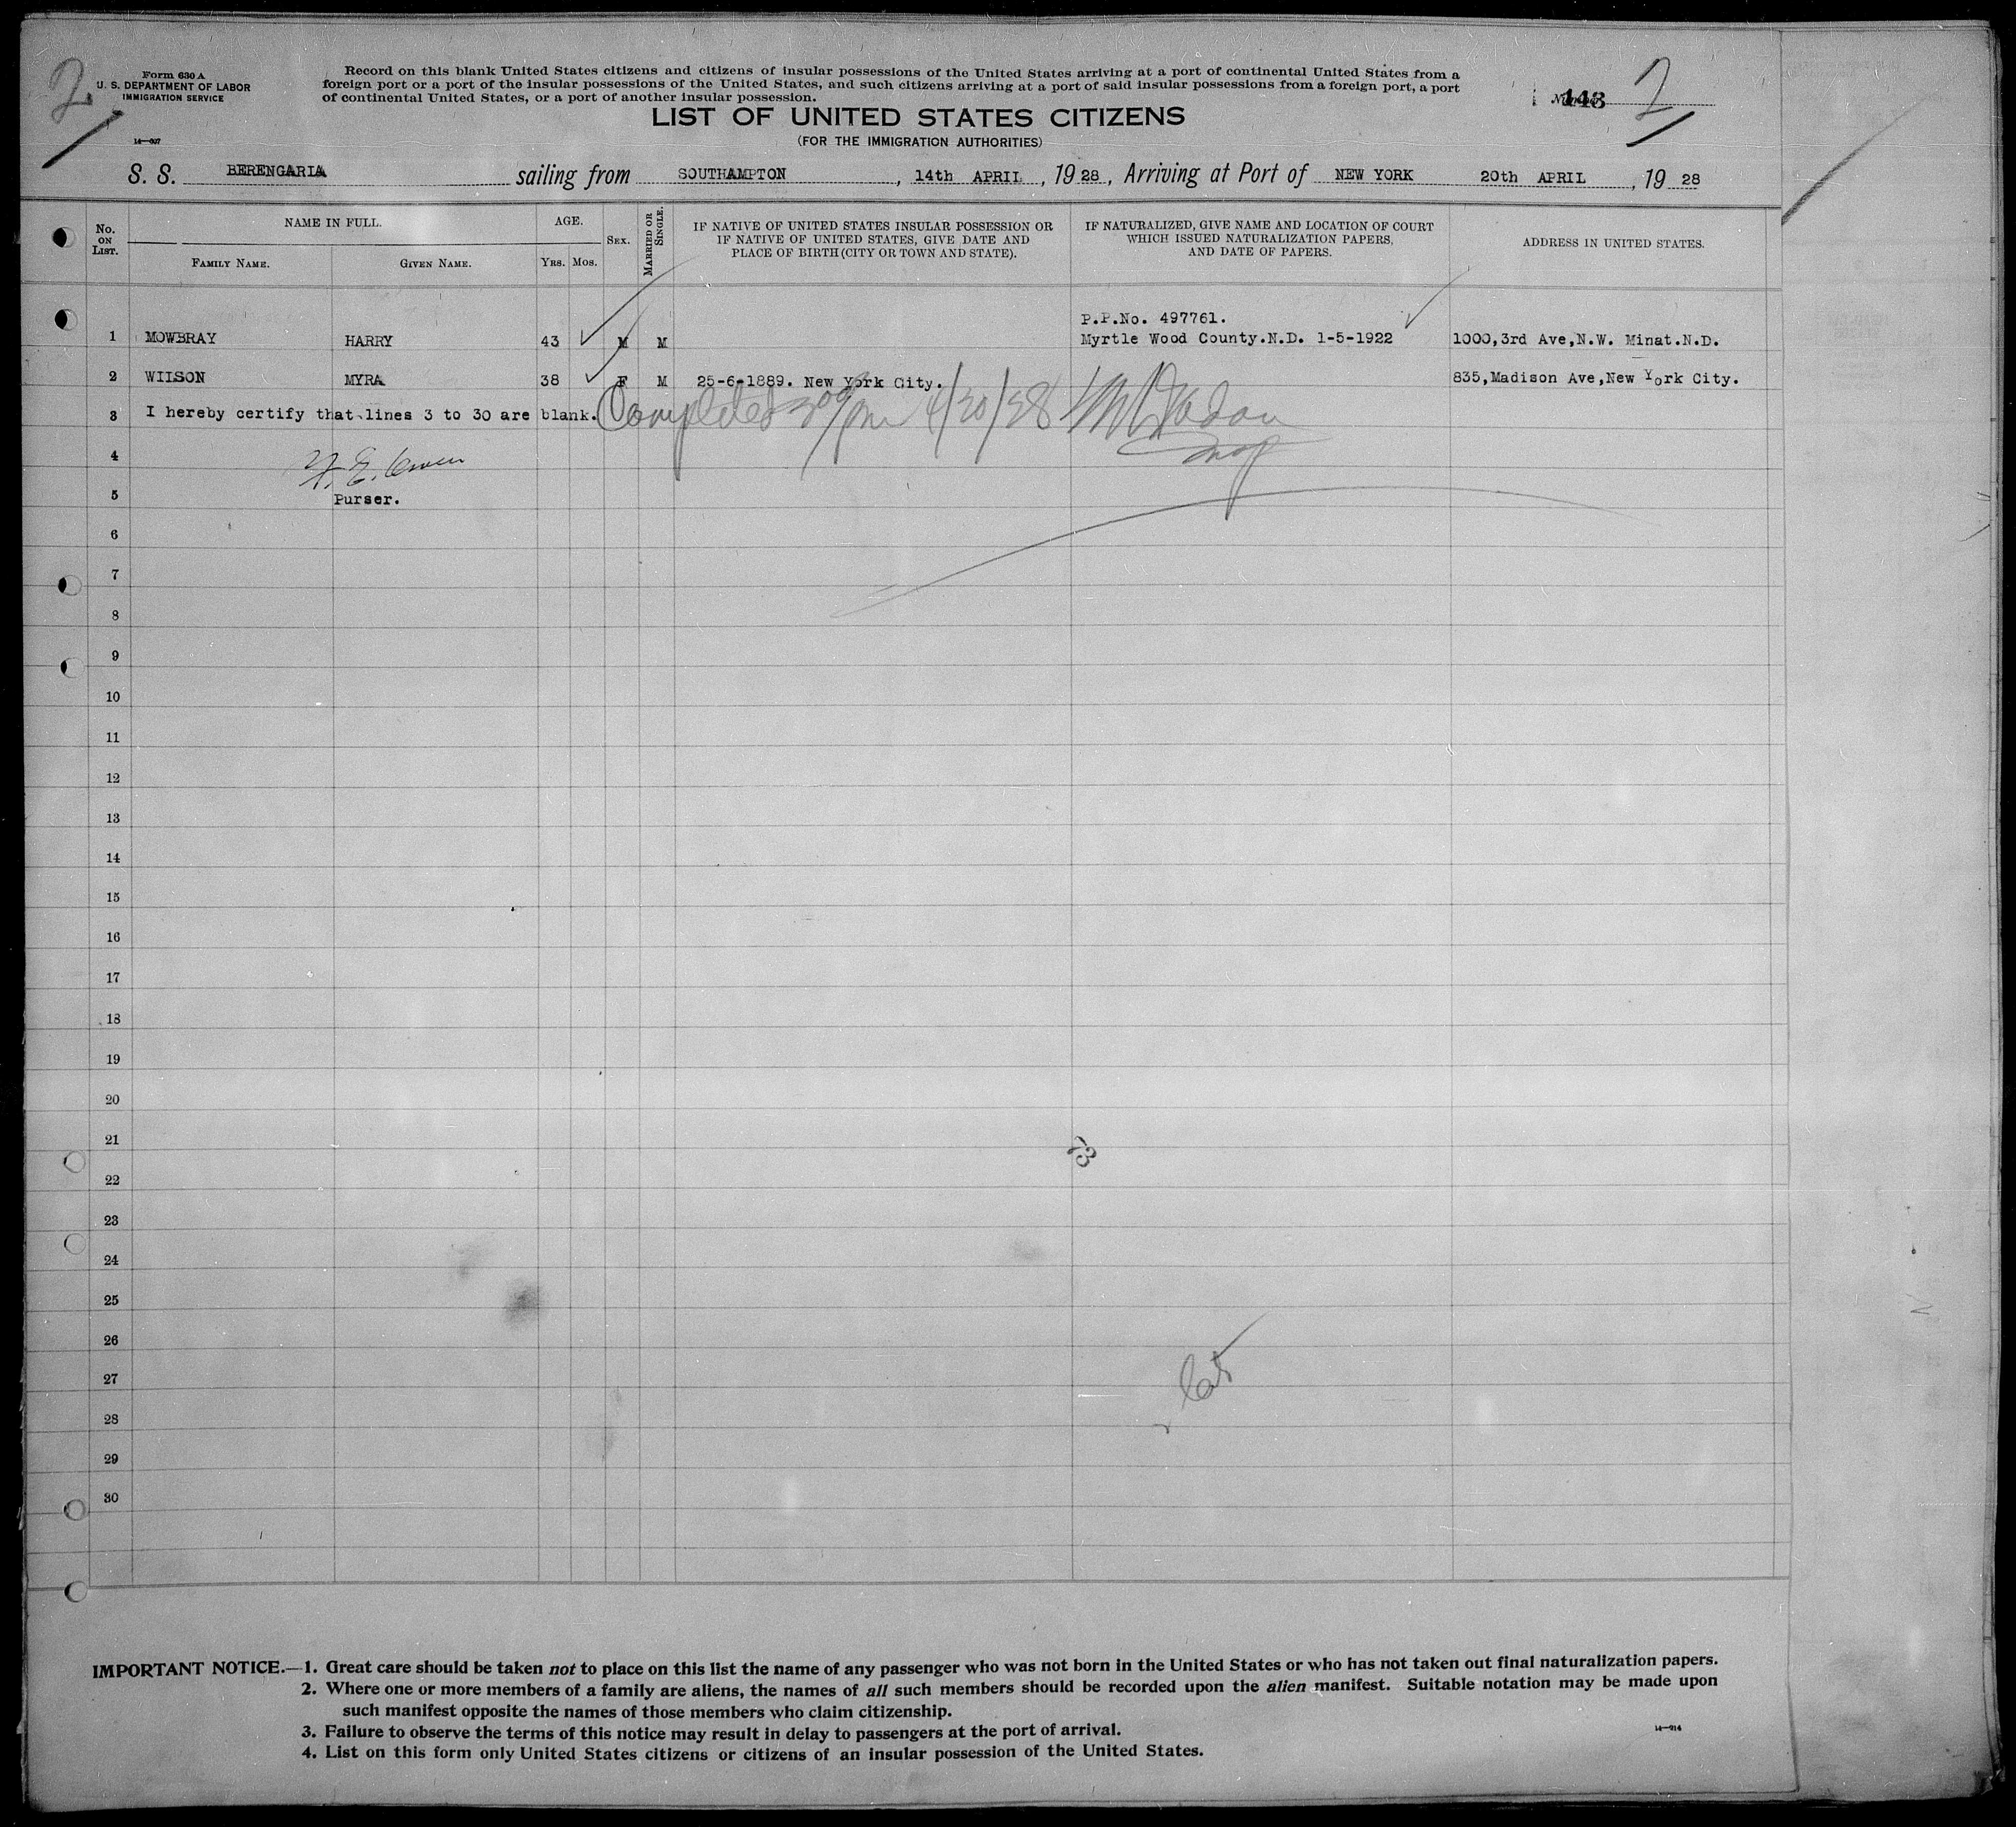 2
Form 630 A
U. S. DEPARTMENT OF LABOR
IMMIGRATION SERVICE
14—607
Record on this blank United States citizens and citizens of insular possessions of the United States arriving at a port of continental United States from a
foreign port or a port of the insular possessions of the United States, and such citizens arriving at a port of said insular possessions from a foreign port, a port
of continental United States, or a port of another insular possession.
143 2
LIST OF UNITED STATES CITIZENS
(FOR THE IMMIGRATION AUTHORITIES)
S. S. BERENGARIA sailing from SOUTHAMPTON, 14th APRIL, 1928, Arriving at Port of NEW YORK 20th APRIL, 1928
No. ON LIST. NAME IN FULL. FAMILY NAME. GIVEN NAME. AGE. YRS. MOS. SEX. MARRIED OR SINGLE. IF NATIVE OF UNITED STATES INSULAR POSSESSION OR IF NATIVE OF UNITED STATES, GIVE DATE AND PLACE OF BIRTH (CITY OR TOWN AND STATE). IF NATURALIZED, GIVE NAME AND LOCATION OF COURT WHICH ISSUED NATURALIZATION PAPERS, AND DATE OF PAPERS. ADDRESS IN UNITED STATES.
P.P.No. 497761.
1 MOWBRAY HARRY 43 M M Myrtle Wood County.N.D. 1-5-1922 1000,3rd Ave,N.W. Minat.N.D.
2 WIISON MYRA 38 F M 25-6-1889. New York City. 835,Madison Ave,New York City.
3 I hereby certify that lines 3 to 30 are blank. Completed 3 00 pm 4/20/28
4
5 Purser.
6
7
8
9
10
11
12
13
14
15
16
17
18
19
20
21
22
23
24
25
26
27
28
29
30
IMPORTANT NOTICE.—1. Great care should be taken not to place on this list the name of any passenger who was not born in the United States or who has not taken out final naturalization papers.
2. Where one or more members of a family are aliens, the names of all such members should be recorded upon the alien manifest. Suitable notation may be made upon
such manifest opposite the names of those members who claim citizenship.
3. Failure to observe the terms of this notice may result in delay to passengers at the port of arrival.
14—914
4. List on this form only United States citizens or citizens of an insular possession of the United States.